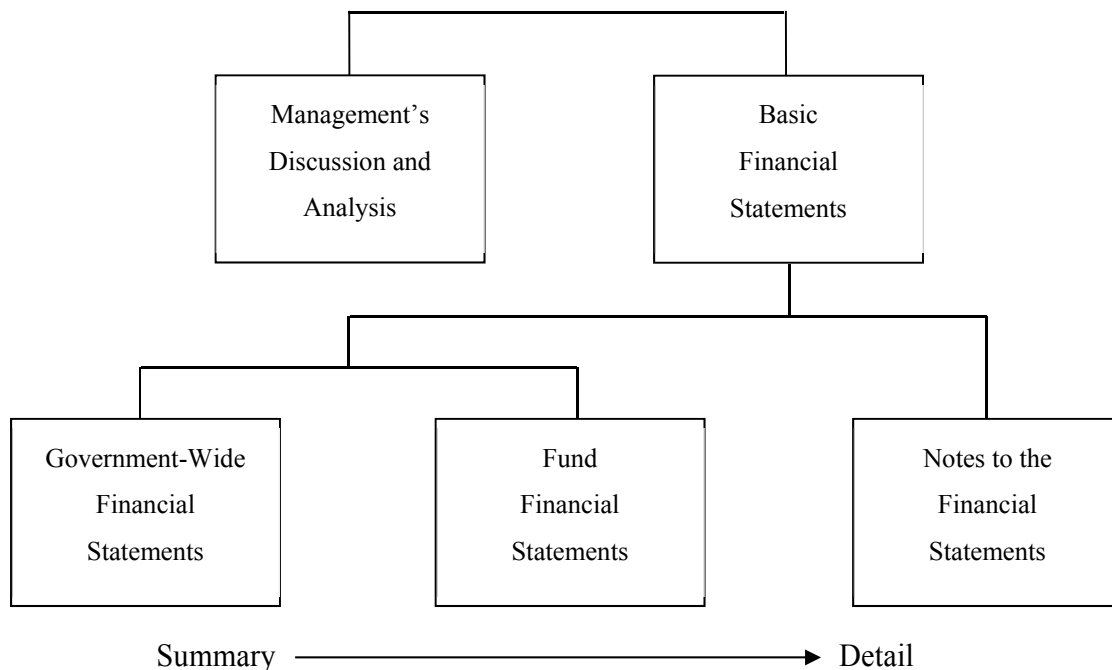 Management’s
Discussion and
Analysis
Basic
Financial
Statements
Government-Wide
Financial
Statements
Fund
Financial
Statements
Notes to the
Financial
Statements
Summary
Detail